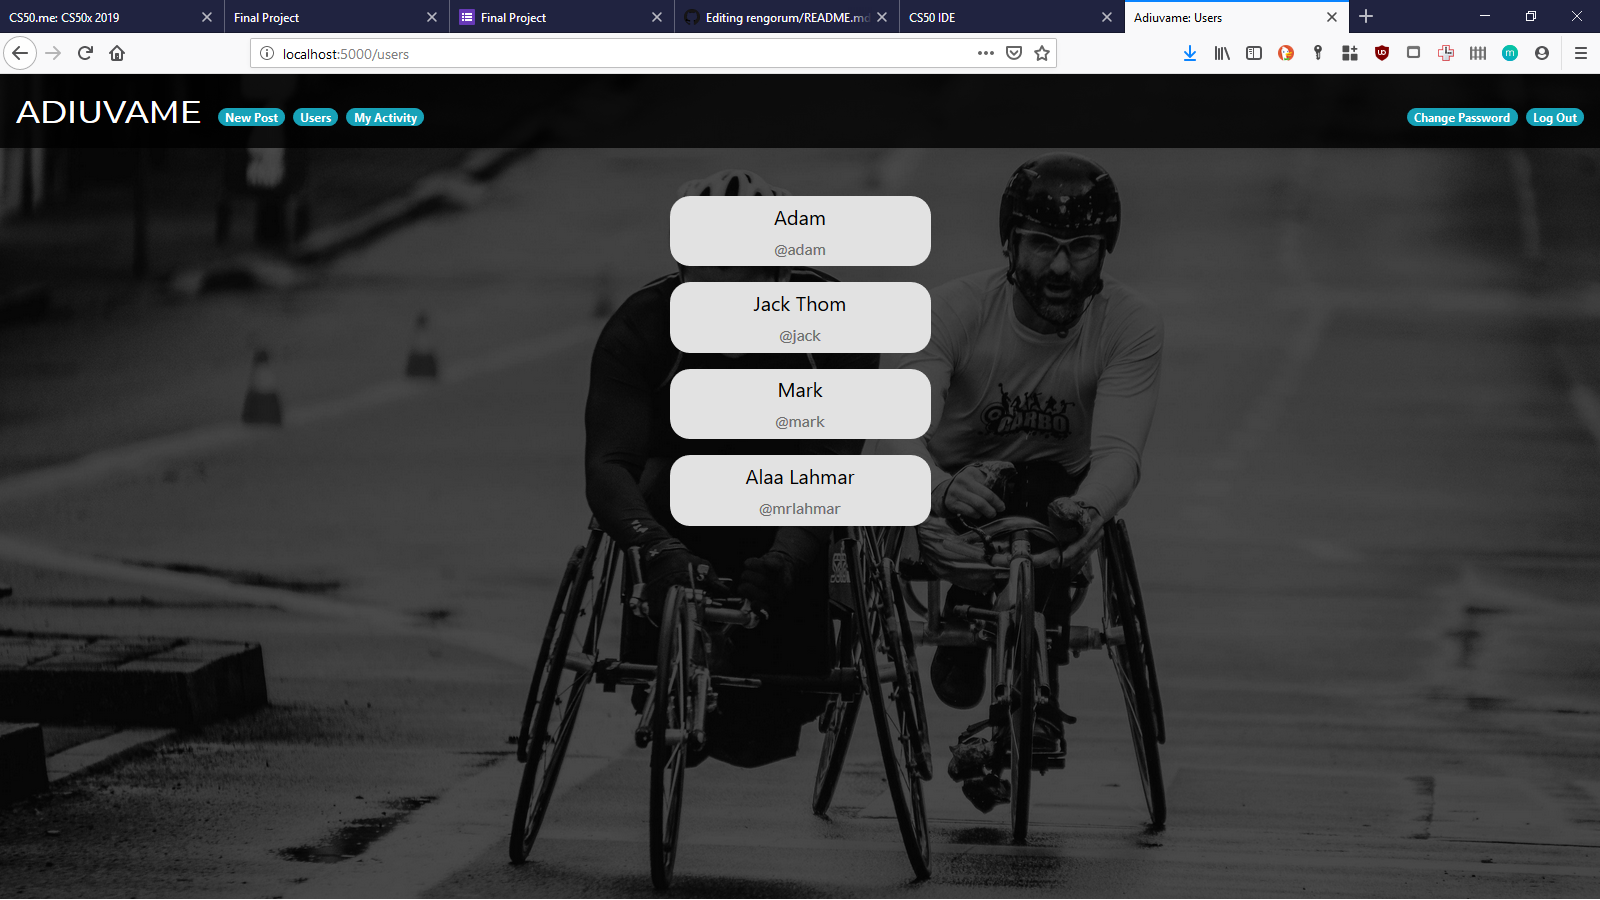 CS50.me: CS50x 2019
Final Project
Final Project
Editing rengorum/README.md
CS50 IDE
Adiuvame: Users
localhost:5000/users
ADIUVAME
New Post
Users
My Activity
Change Password
Log Out
Adam
@adam
Jack Thom
@jack
Mark
@mark
Alaa Lahmar
@mrlahmar
CORBO